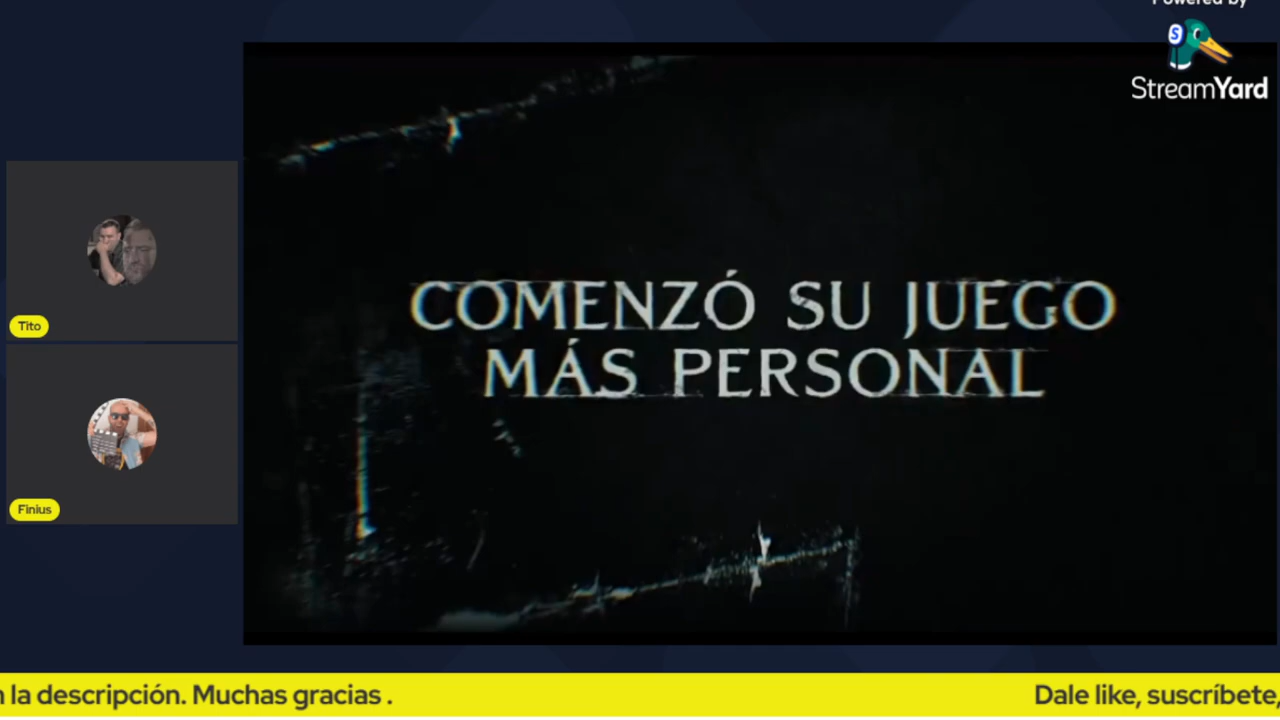 Powered by
StreamYard
COMENZÓ SU JUEGO
MÁS PERSONAL
Tito
Finius
la descripción. Muchas gracias .
Dale like, suscríbete,